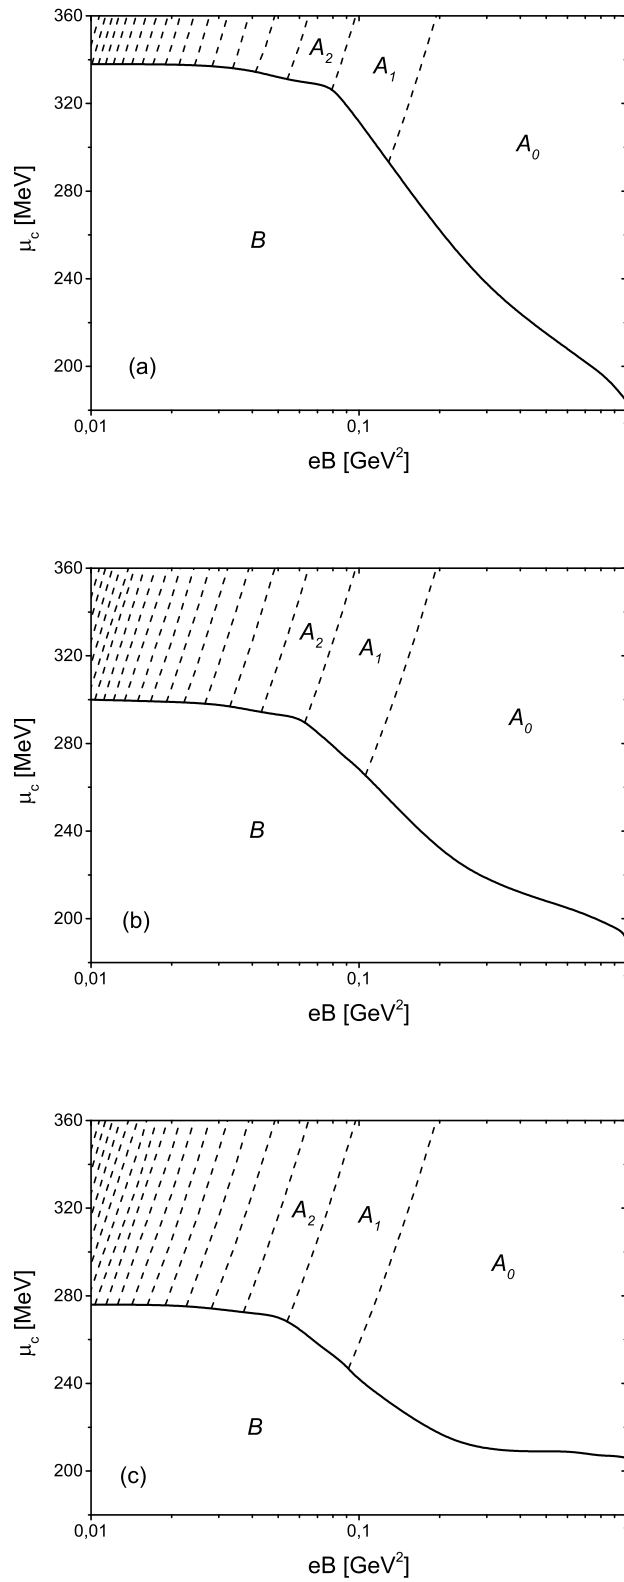 360
A₂
A₁
320
A₀
280
μc [MeV]
B
240
200
(a)
0,01
0,1
eB [GeV²]
360
A₂
A₁
320
A₀
280
μc [MeV]
240
B
200
(b)
0,01
0,1
eB [GeV²]
360
320
A₂
A₁
A₀
280
μc [MeV]
240
B
200
(c)
0,01
0,1
eB [GeV²]